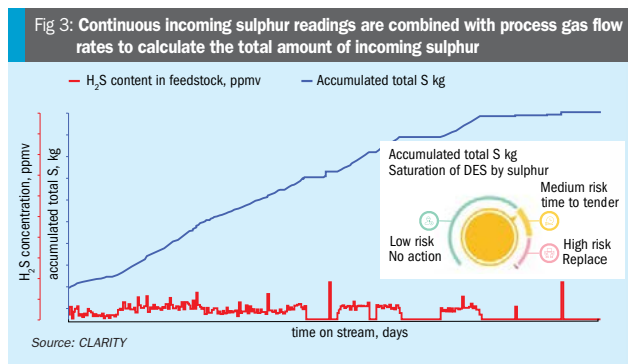 Fig 3: Continuous incoming sulphur readings are combined with process gas flow
rates to calculate the total amount of incoming sulphur
H₂S content in feedstock, ppmv
Accumulated total S kg
H₂S concentration, ppmv
accumulated total S, kg
Accumulated total S kg
Saturation of DES by sulphur
Medium risk
time to tender
Low risk
No action
High risk
Replace
time on stream, days
Source: CLARITY